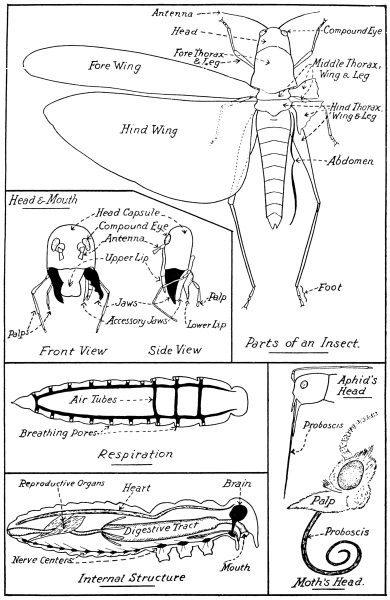 Antenna
Head
Compound Eye
Fore Thorax
& Leg
Middle Thorax,
Wing & Leg
Fore Wing
Hind Thorax,
Wing & Leg
Hind Wing
Abdomen
Foot
Parts of an Insect.
Head & Mouth
Head Capsule
Compound Eye
Antenna
Upper Lip
Jaws
Accessory Jaws
Palp
Palp
Lower Lip
Front View
Side View
Air Tubes
Breathing Pores
Respiration
Aphid's
Head
Proboscis
Palp
Proboscis
Moth's Head.
Reproductive Organs
Heart
Brain
Digestive Tract
Nerve Centers
Mouth
Internal Structure